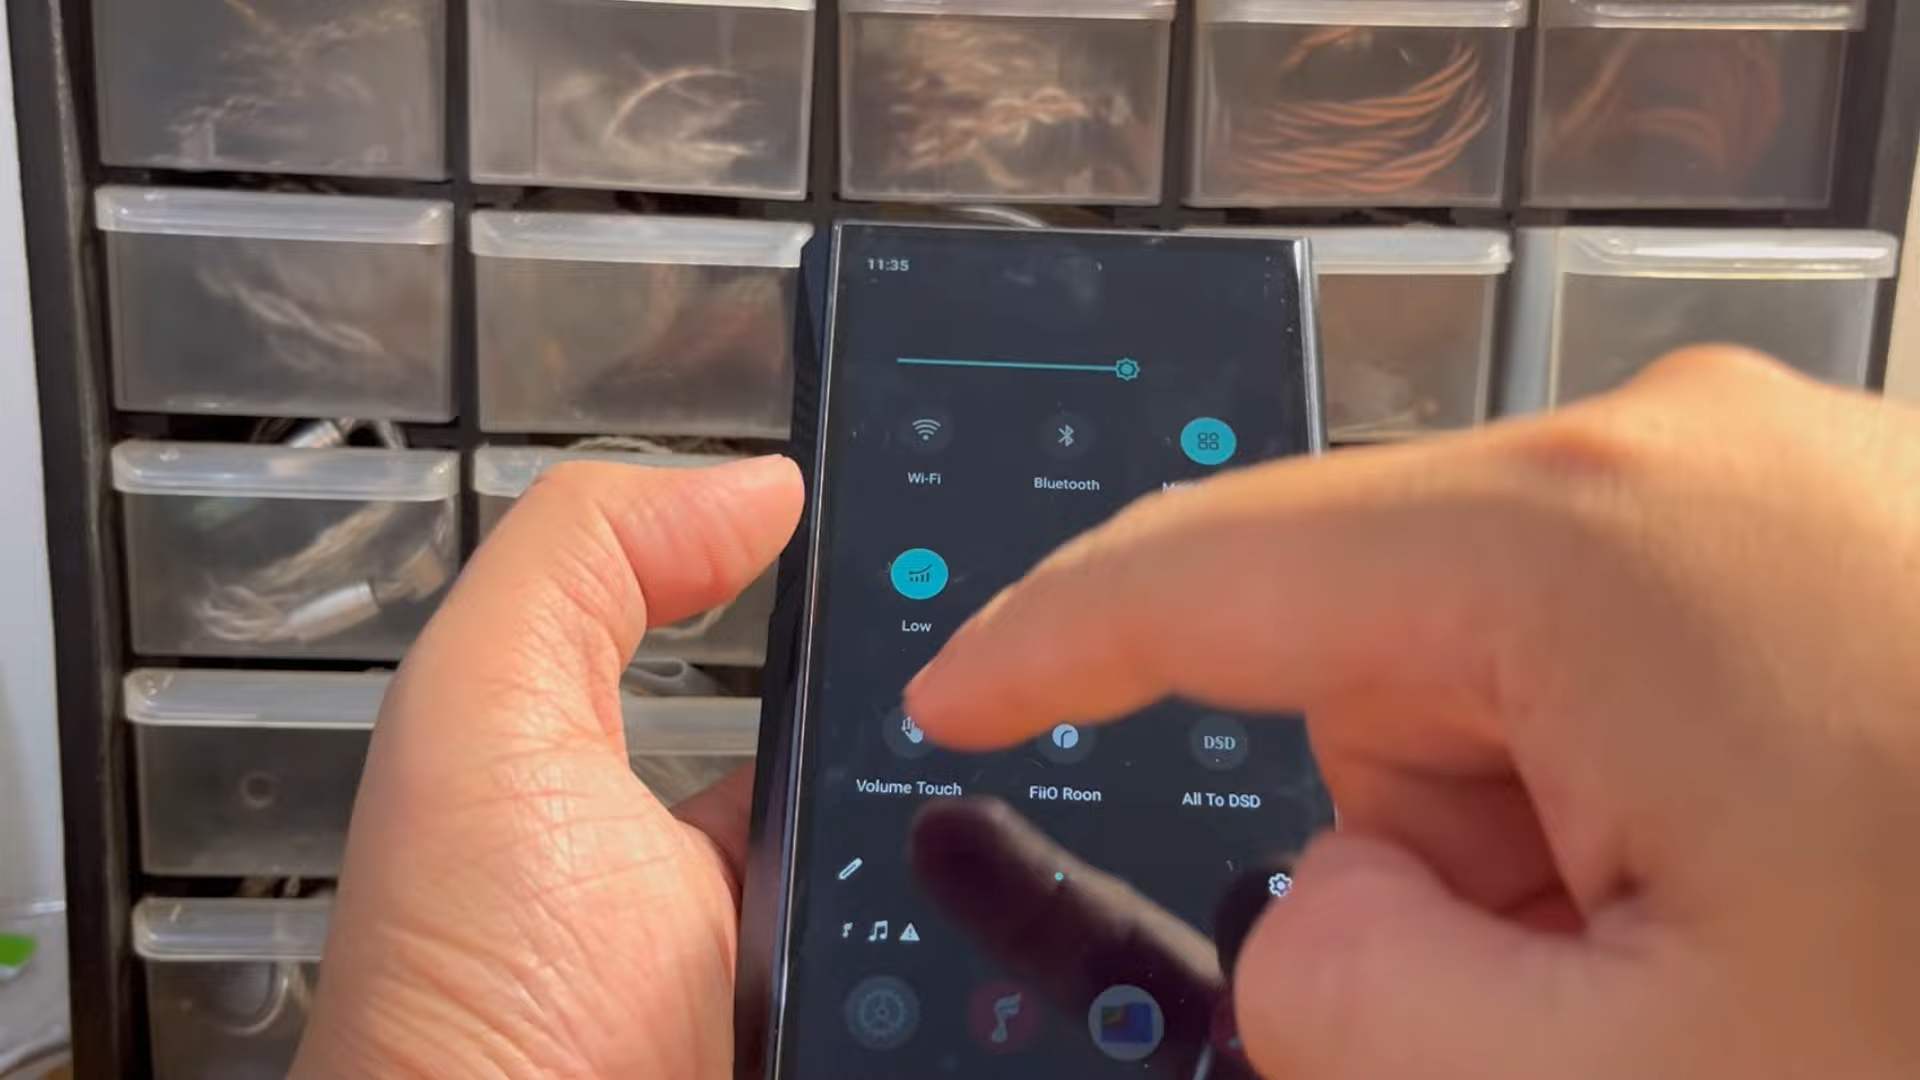 11:35
Wi-Fi
Bluetooth
Low
DSD
Volume Touch
FiiO Roon
All To DSD